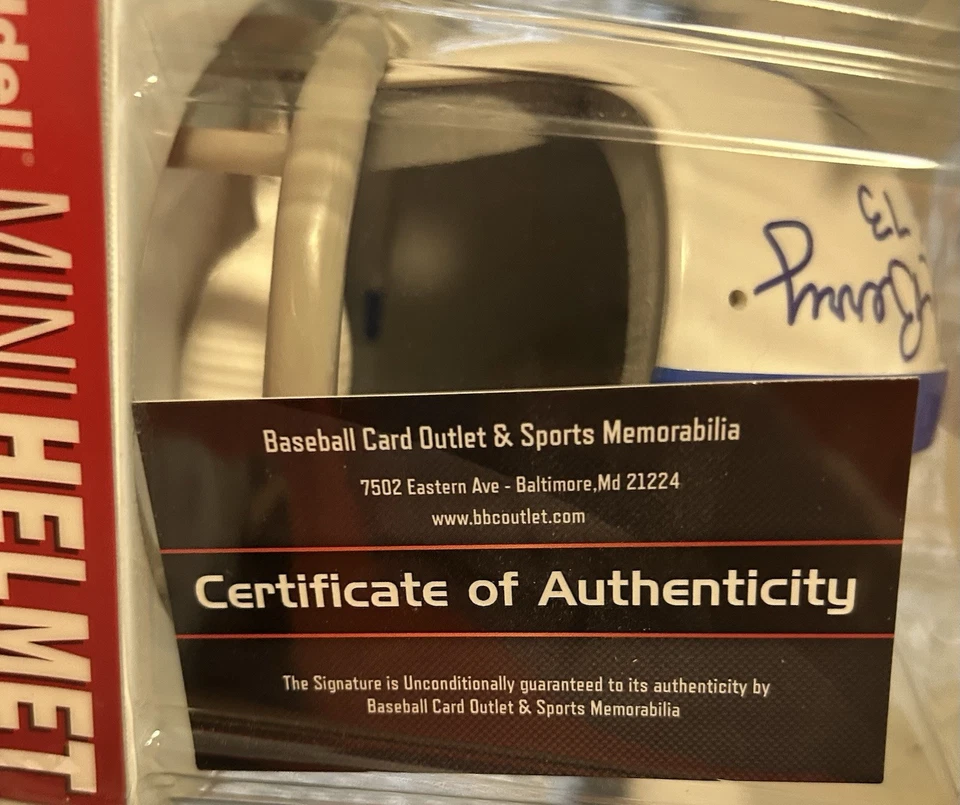 MINI HELMET
73
Baseball Card Outlet & Sports Memorabilia
7502 Eastern Ave - Baltimore,Md 21224
www.bbcoutlet.com
Certificate of Authenticity
The Signature is Unconditionally guaranteed to its authenticity by
Baseball Card Outlet & Sports Memorabilia